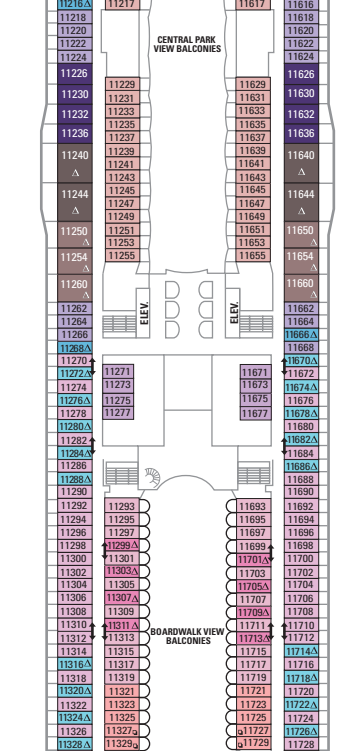 11216△ 11217 11617 11616
11218 11618
11220 CENTRAL PARK 11620
11222 VIEW BALCONIES 11622
11224 11624
11226 11626
11229 11629
11230 11231 11631 11630
11233 11633
11232 11235 11635 11632
11236 11237 11637 11636
11239 11639
11240 11241 11641 11640
△ 11243 11643 △
11244 11245 11645 11644
△ 11247 11647 △
11249 11649
11250 △ 11251 11651 11650 △
11253 11653
11254 △ 11255 11655 11654 △
11260 △ 11660 △
11262 ELEV. ELEV. 11662
11264 11664
11266 11666△
11268△ 11668
11270 11670△
11272△ 11271 11671 11672
11274 11273 11673 11674△
11276△ 11275 11675 11676
11278 11277 11677 11678△
11280△ 11680
11282 11682△
11284△ 11684
11286 11686△
11288△ 11688
11290 11690
11292 11293 11693 11692
11294 11295 11695 11694
11296 11297 11697 11696
11298 11299△ 11699 11698
11300 11301 11701△ 11700
11302 11303△ 11703 11702
11304 11305 11705△ 11704
11306 11307△ 11707 11706
11308 11309 11709△ 11708
11310 11311△ BOARDWALK VIEW 11711 11710
11312 11313 BALCONIES 11713△ 11712
11314 11315 11715 11714△
11316△ 11317 11717 11716
11318 11319 11719 11718△
11320△ 11321 11721 11720
11322 11323 11723 11722△
11324△ 11325 11725 11724
11326 11327 11727 11726△
11328△ 11329 11729 11728